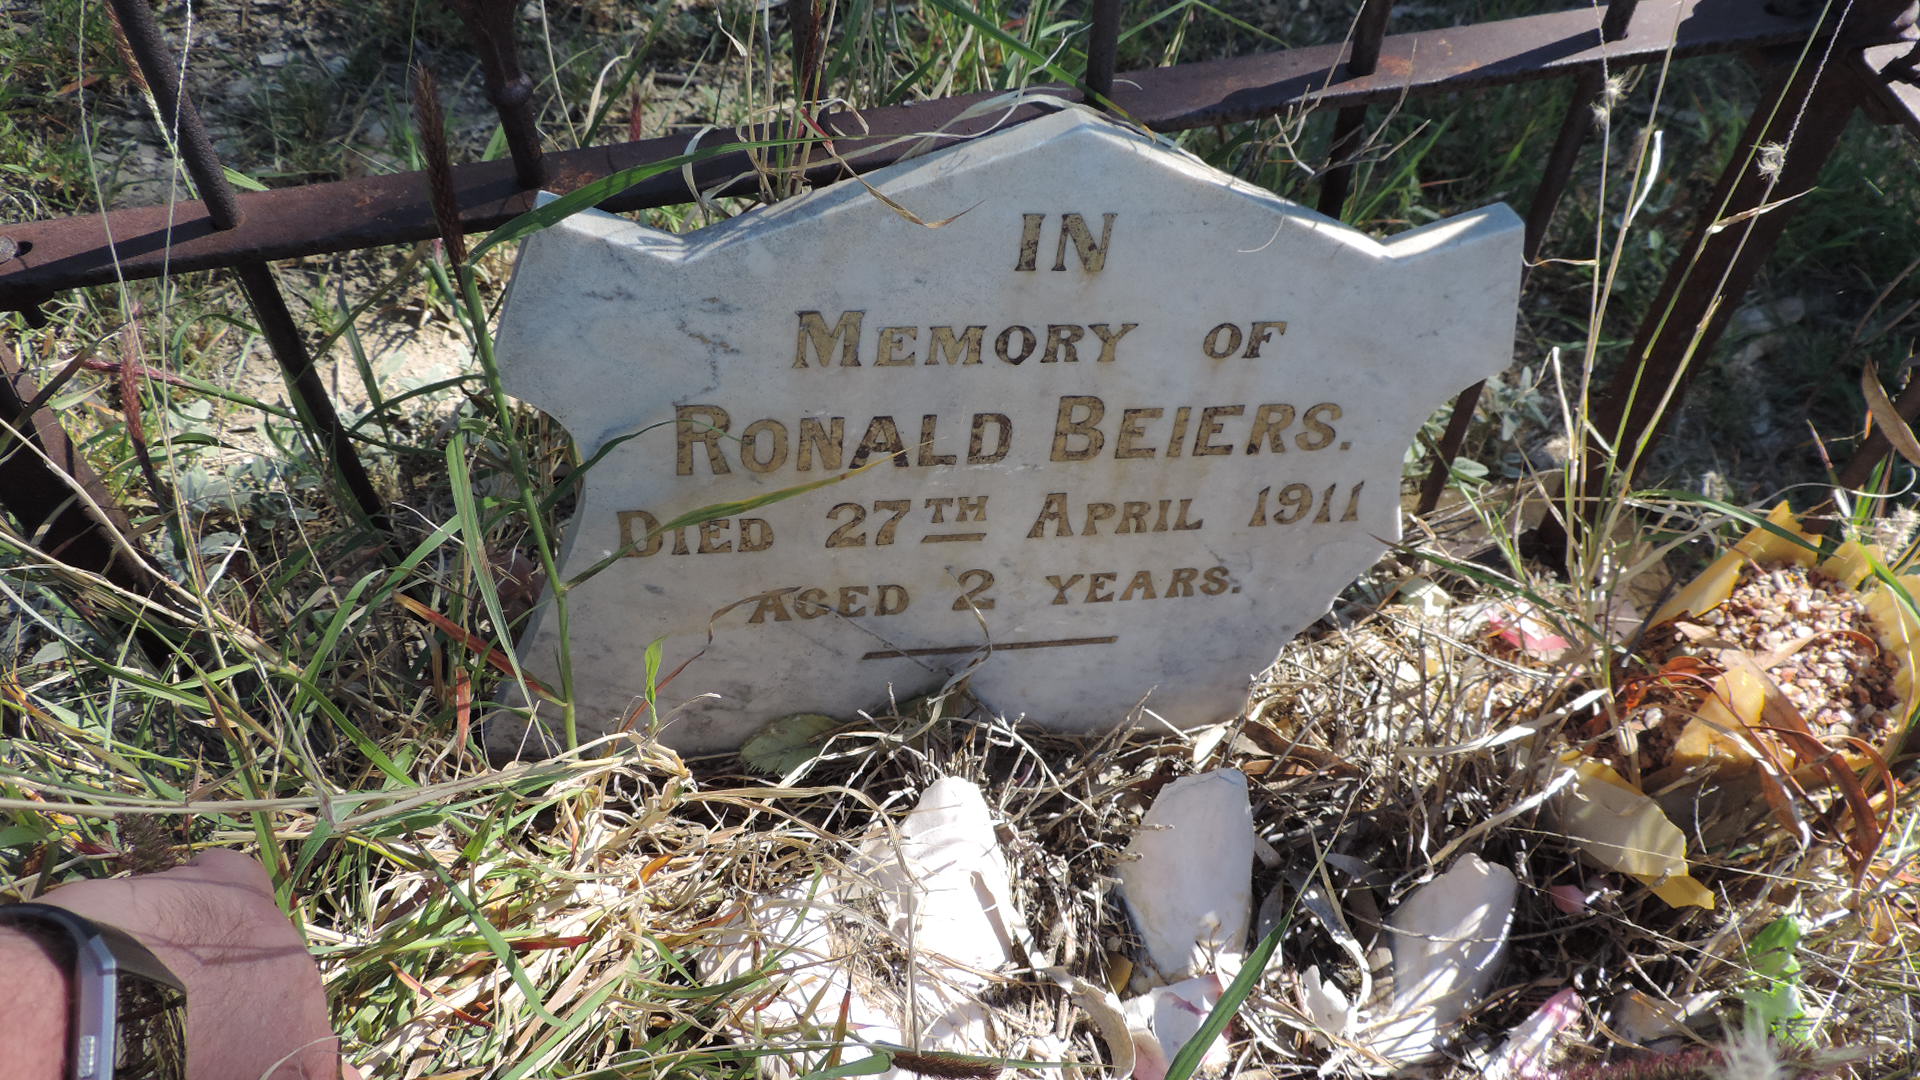 IN
MEMORY OF
RONALD BEIERS.
DIED 27TH APRIL 1911
AGED 2 YEARS.